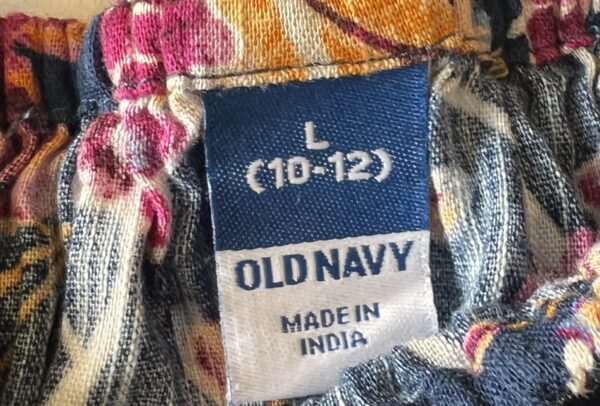 L
(10-12)
OLD NAVY
MADE IN
INDIA